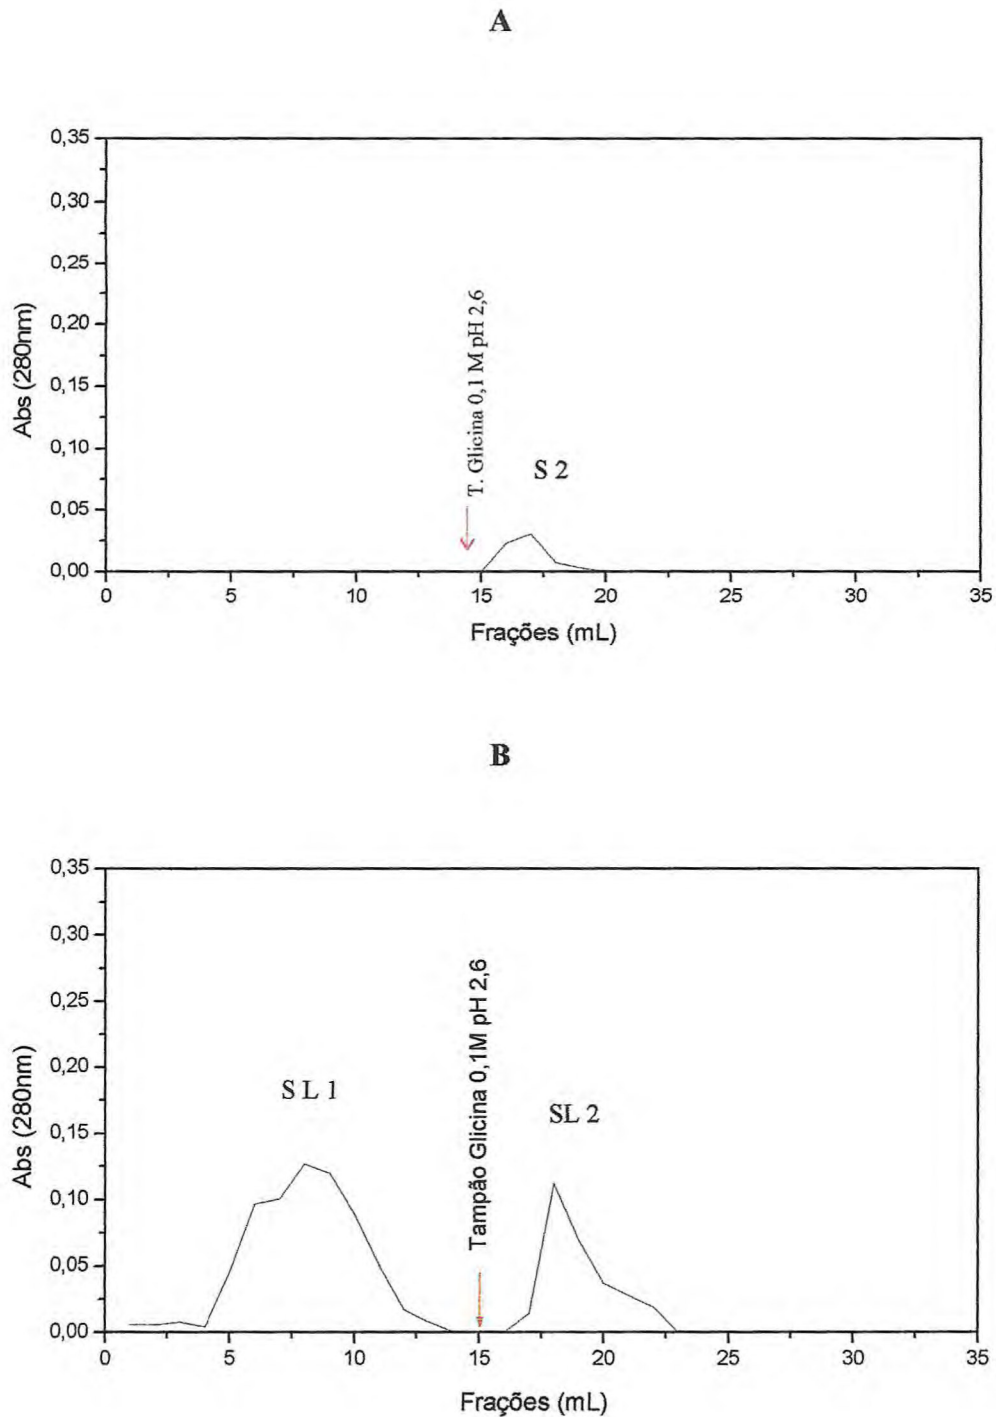 A
0,35
0,30
0,25
0,20
0,15
0,10
0,05
0,00
Abs (280nm)
T. Glicina 0,1 M pH 2,6
S 2
0 5 10 15 20 25 30 35
Frações (mL)
B
0,35
0,30
0,25
0,20
0,15
0,10
0,05
0,00
Abs (280nm)
S L 1
Tampão Glicina 0,1M pH 2,6
SL 2
0 5 10 15 20 25 30 35
Frações (mL)